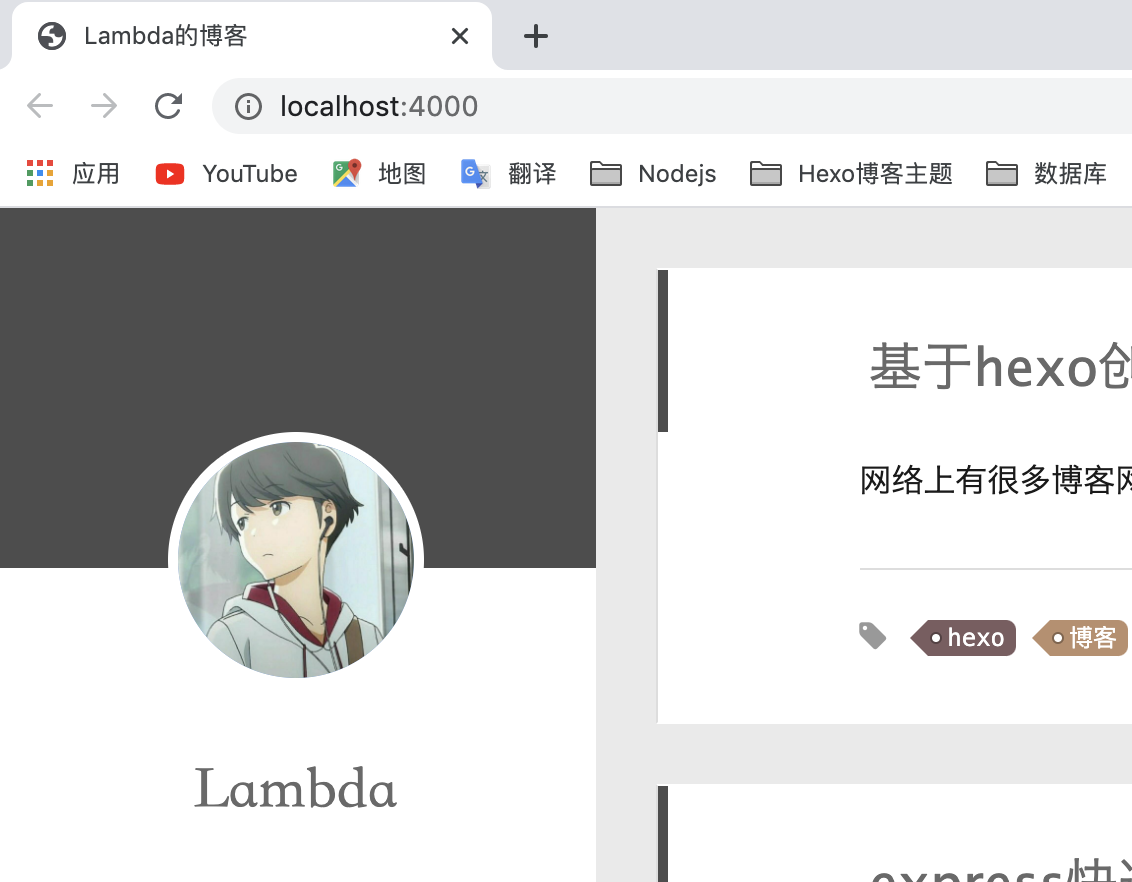 Lambda的博客
localhost:4000
应用 YouTube 地图 翻译 Nodejs Hexo博客主题 数据库
基于hexo创
网络上有很多博客网
hexo 博客
Lambda
express快